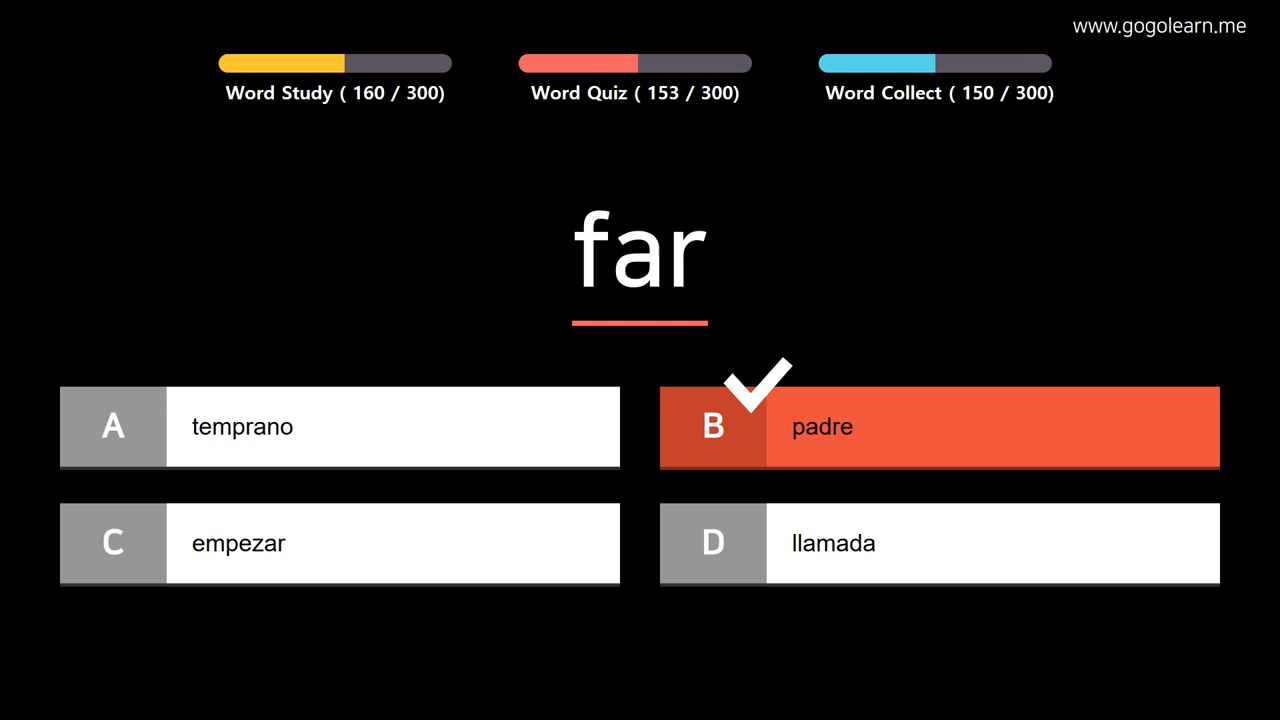 www.gogolearn.me
Word Study ( 160 / 300)
Word Quiz ( 153 / 300)
Word Collect ( 150 / 300)
far
A temprano
B padre
C empezar
D llamada